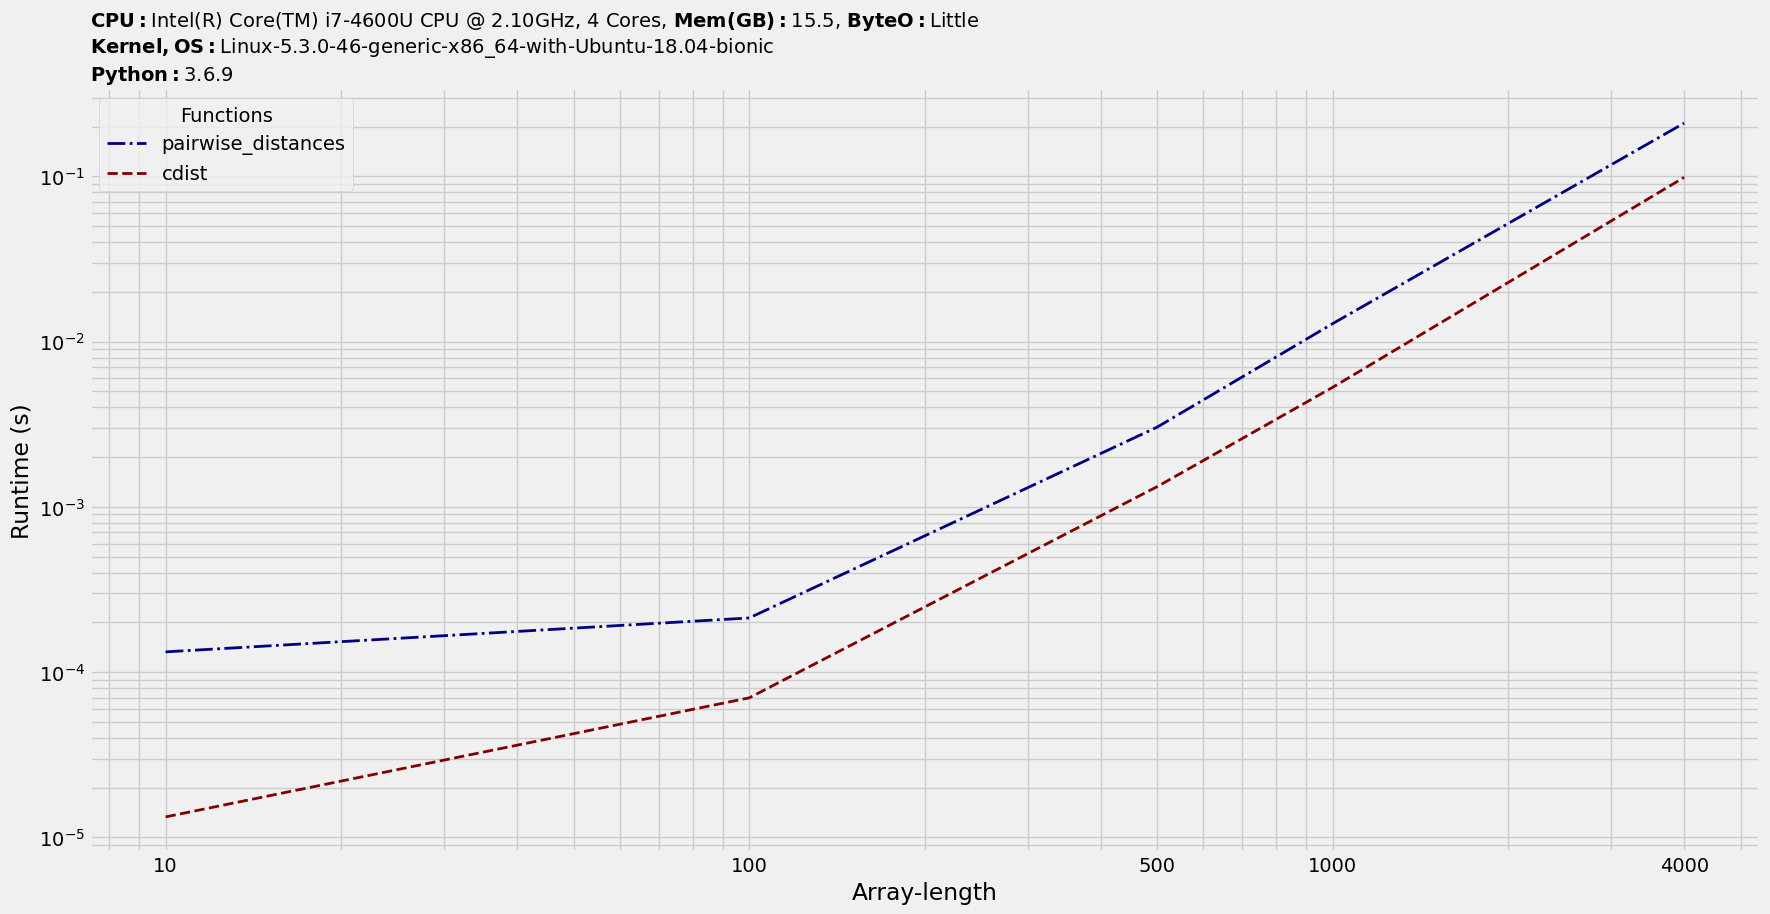 CPU: Intel(R) Core(TM) i7-4600U CPU @ 2.10GHz, 4 Cores, Mem(GB): 15.5, ByteO: Little
Kernel, OS: Linux-5.3.0-46-generic-x86_64-with-Ubuntu-18.04-bionic
Python: 3.6.9
Functions
pairwise_distances
cdist
10⁻¹
10⁻²
10⁻³
10⁻⁴
10⁻⁵
Runtime (s)
10 100 500 1000 4000
Array-length